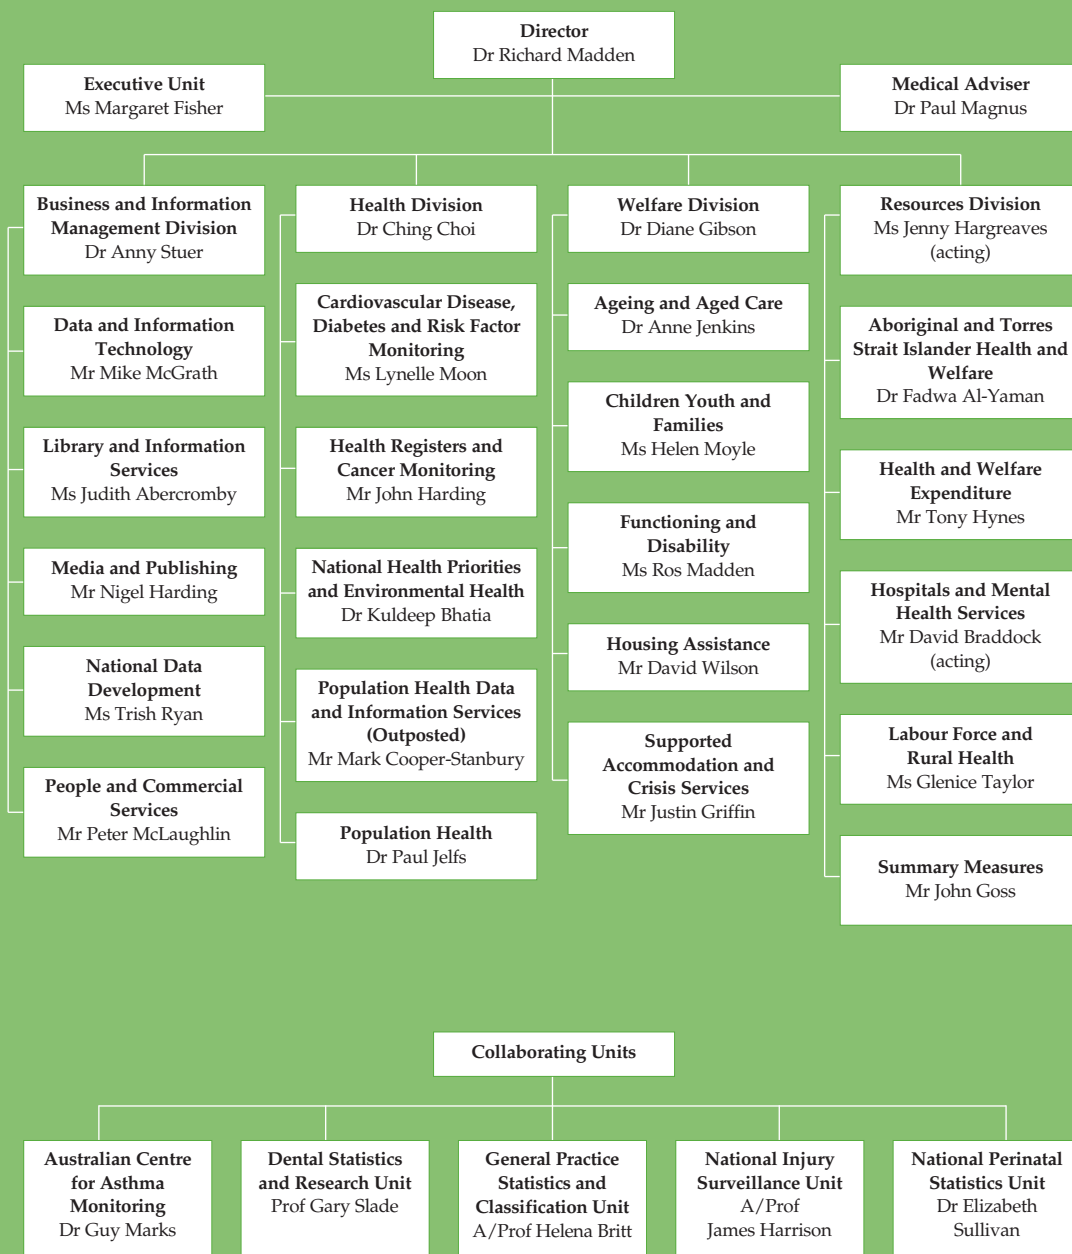 Director
Dr Richard Madden
Executive Unit
Ms Margaret Fisher
Medical Adviser
Dr Paul Magnus
Business and Information
Management Division
Dr Anny Stuer
Data and Information
Technology
Mr Mike McGrath
Library and Information
Services
Ms Judith Abercromby
Media and Publishing
Mr Nigel Harding
National Data
Development
Ms Trish Ryan
People and Commercial
Services
Mr Peter McLaughlin
Health Division
Dr Ching Choi
Cardiovascular Disease,
Diabetes and Risk Factor
Monitoring
Ms Lynelle Moon
Health Registers and
Cancer Monitoring
Mr John Harding
National Health Priorities
and Environmental Health
Dr Kuldeep Bhatia
Population Health Data
and Information Services
(Outposted)
Mr Mark Cooper-Stanbury
Population Health
Dr Paul Jelfs
Welfare Division
Dr Diane Gibson
Ageing and Aged Care
Dr Anne Jenkins
Children Youth and
Families
Ms Helen Moyle
Functioning and
Disability
Ms Ros Madden
Housing Assistance
Mr David Wilson
Supported
Accommodation and
Crisis Services
Mr Justin Griffin
Resources Division
Ms Jenny Hargreaves
(acting)
Aboriginal and Torres
Strait Islander Health and
Welfare
Dr Fadwa Al-Yaman
Health and Welfare
Expenditure
Mr Tony Hynes
Hospitals and Mental
Health Services
Mr David Braddock
(acting)
Labour Force and
Rural Health
Ms Glenice Taylor
Summary Measures
Mr John Goss
Collaborating Units
Australian Centre
for Asthma
Monitoring
Dr Guy Marks
Dental Statistics
and Research Unit
Prof Gary Slade
General Practice
Statistics and
Classification Unit
A/Prof Helena Britt
National Injury
Surveillance Unit
A/Prof
James Harrison
National Perinatal
Statistics Unit
Dr Elizabeth
Sullivan